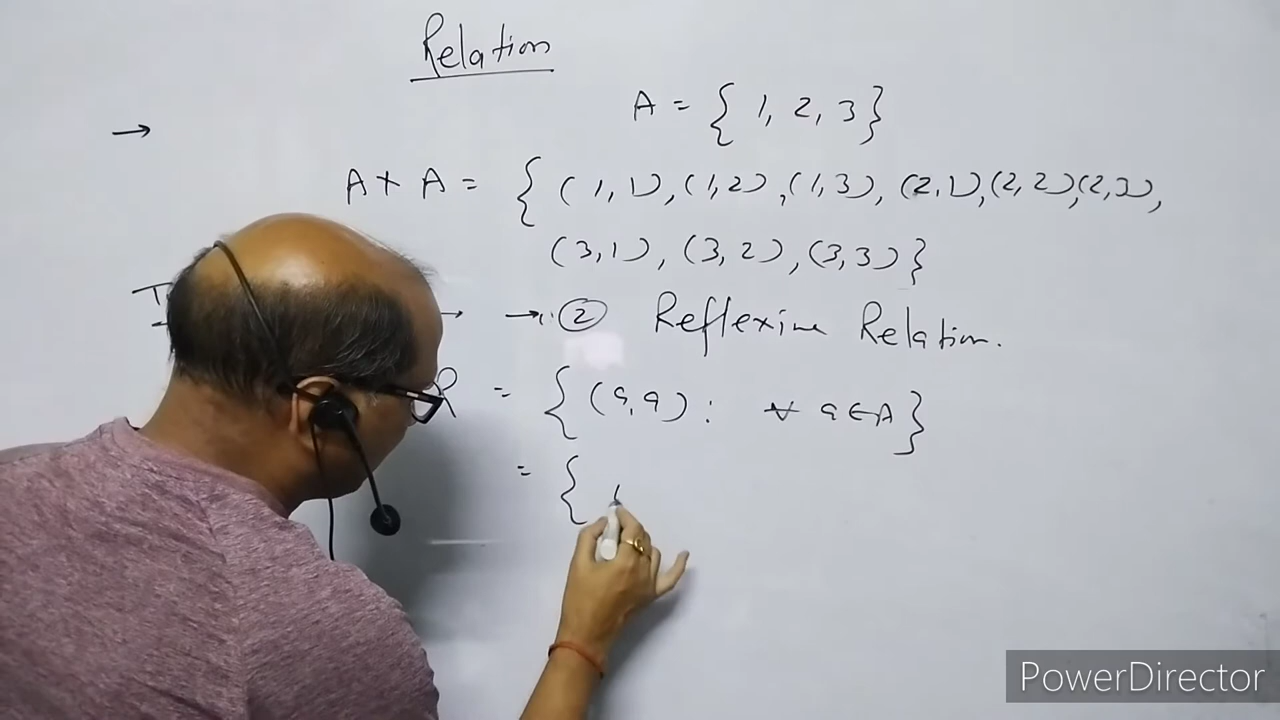 Relation
→ A = { 1, 2, 3}
A × A = { (1,1), (1,2), (1,3), (2,1)(2,2)(2,3),
(3,1), (3,2), (3,3)}
→ → ② Reflexive Relation.
R = { (a,a) : ∀ a ∈ A }
= { (
PowerDirector